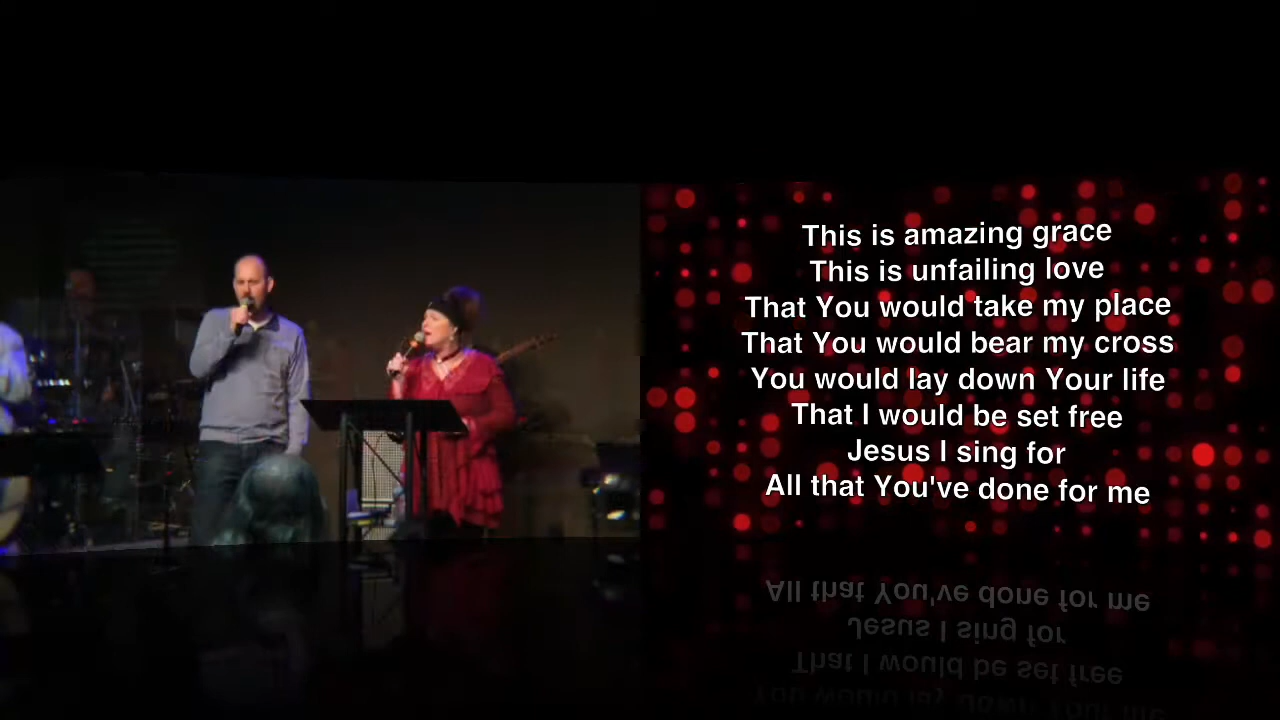 This is amazing grace
This is unfailing love
That You would take my place
That You would bear my cross
You would lay down Your life
That I would be set free
Jesus I sing for
All that You've done for me